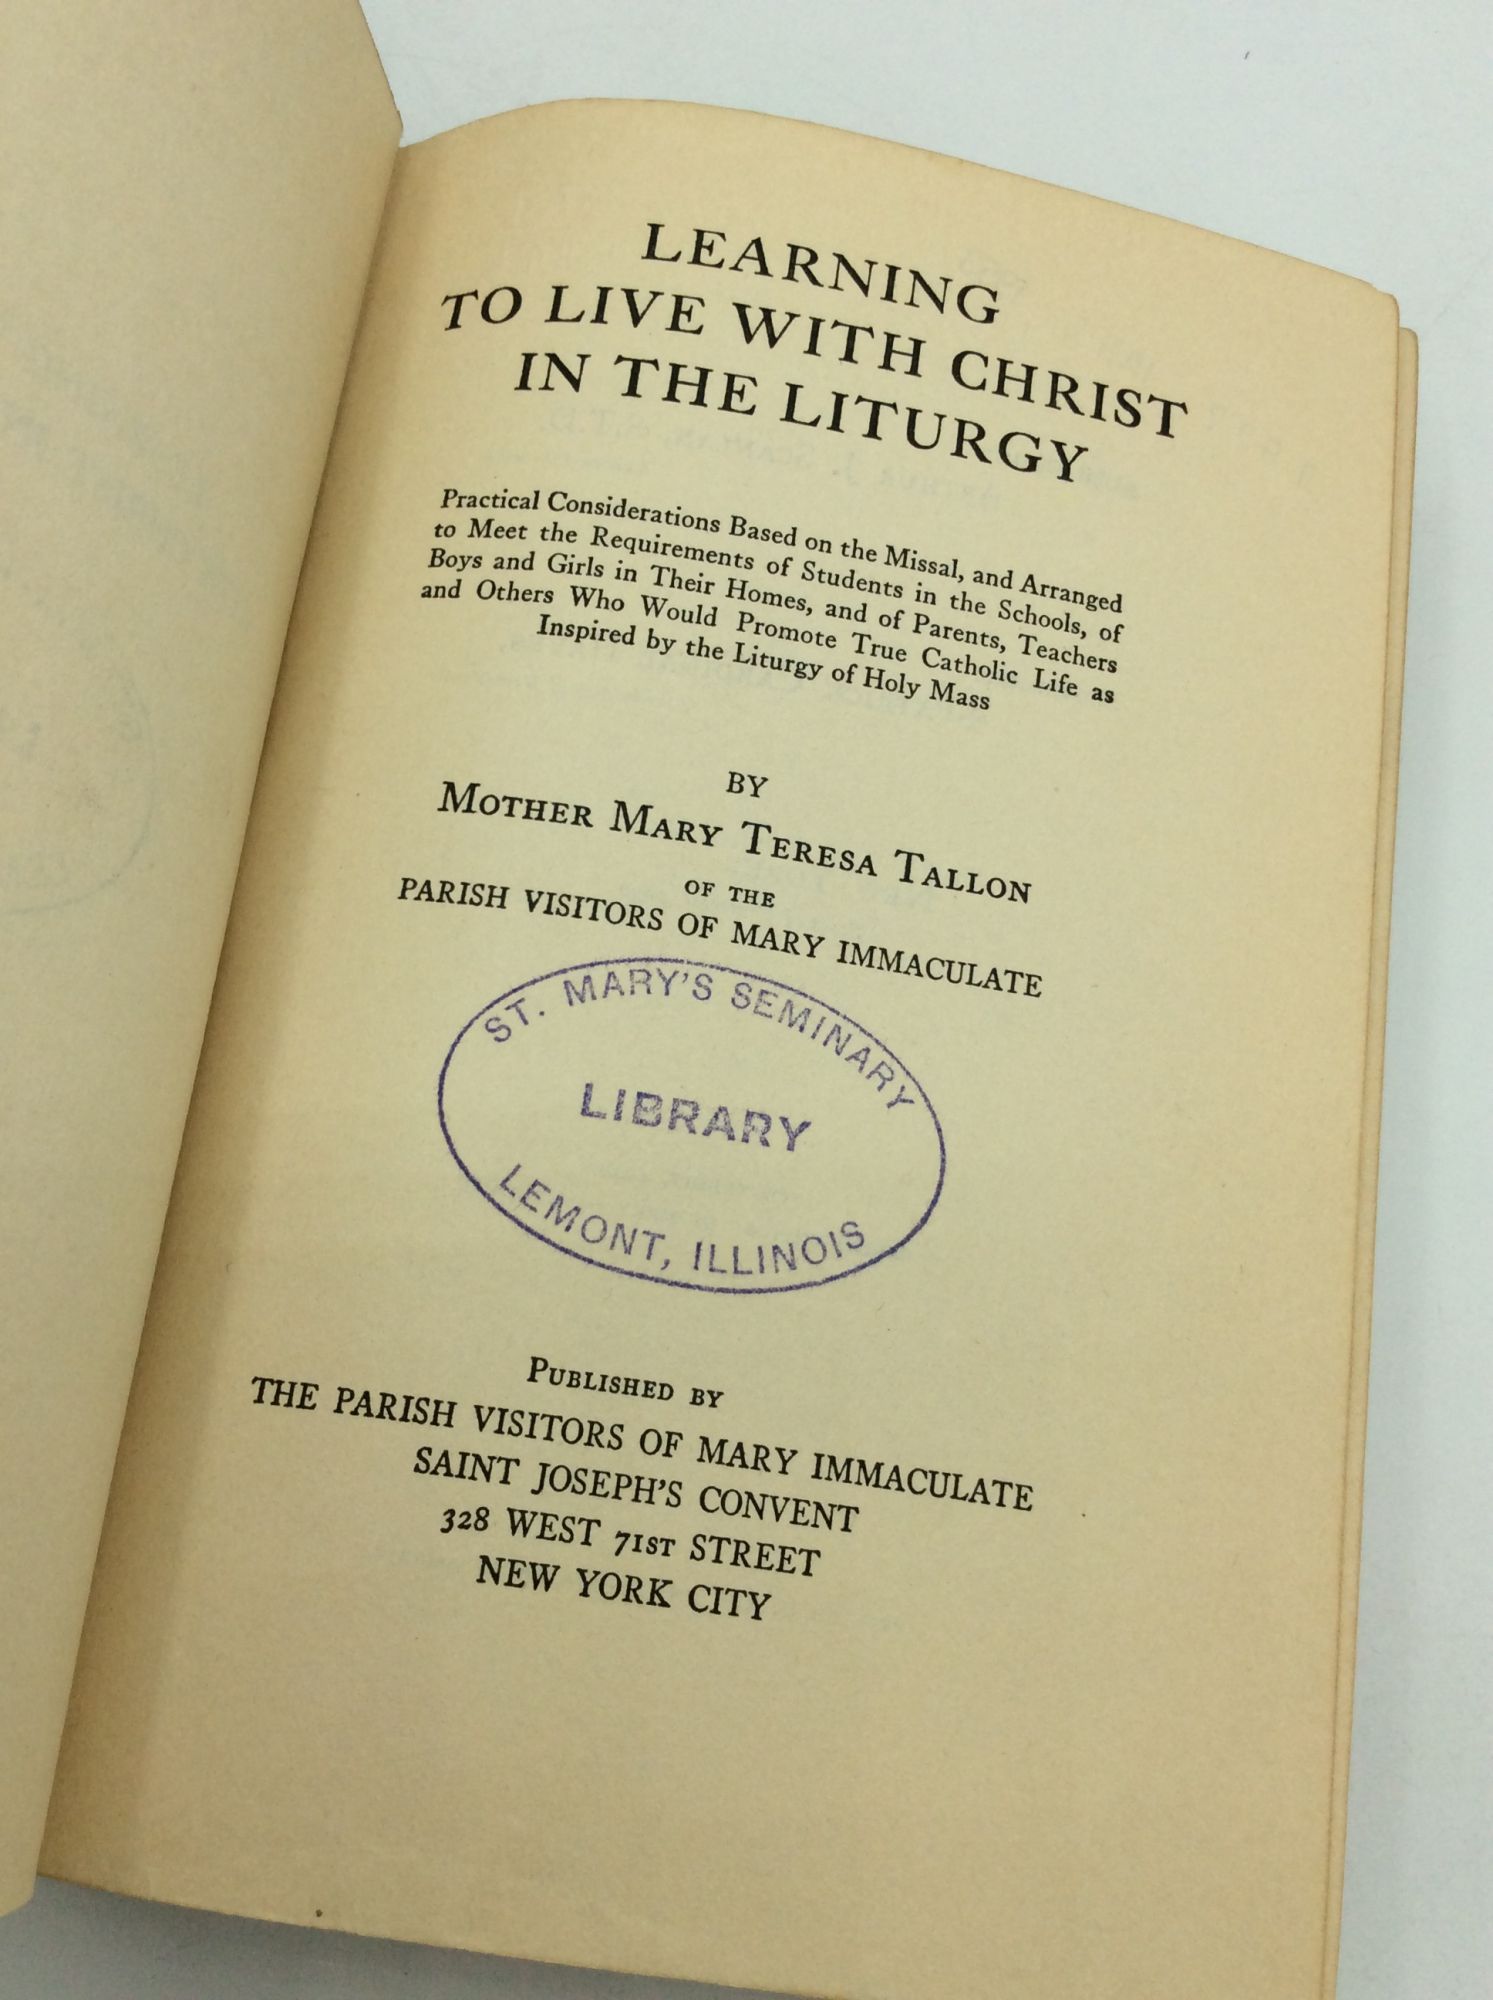 LEARNING
TO LIVE WITH CHRIST
IN THE LITURGY
Practical Considerations Based on the Missal, and Arranged
to Meet the Requirements of Students in the Schools, of
Boys and Girls in Their Homes, and of Parents, Teachers
and Others Who Would Promote True Catholic Life as
Inspired by the Liturgy of Holy Mass
BY
MOTHER MARY TERESA TALLON
OF THE
PARISH VISITORS OF MARY IMMACULATE
ST. MARY'S SEMINARY
LIBRARY
LEMONT, ILLINOIS
PUBLISHED BY
THE PARISH VISITORS OF MARY IMMACULATE
SAINT JOSEPH'S CONVENT
328 WEST 71ST STREET
NEW YORK CITY